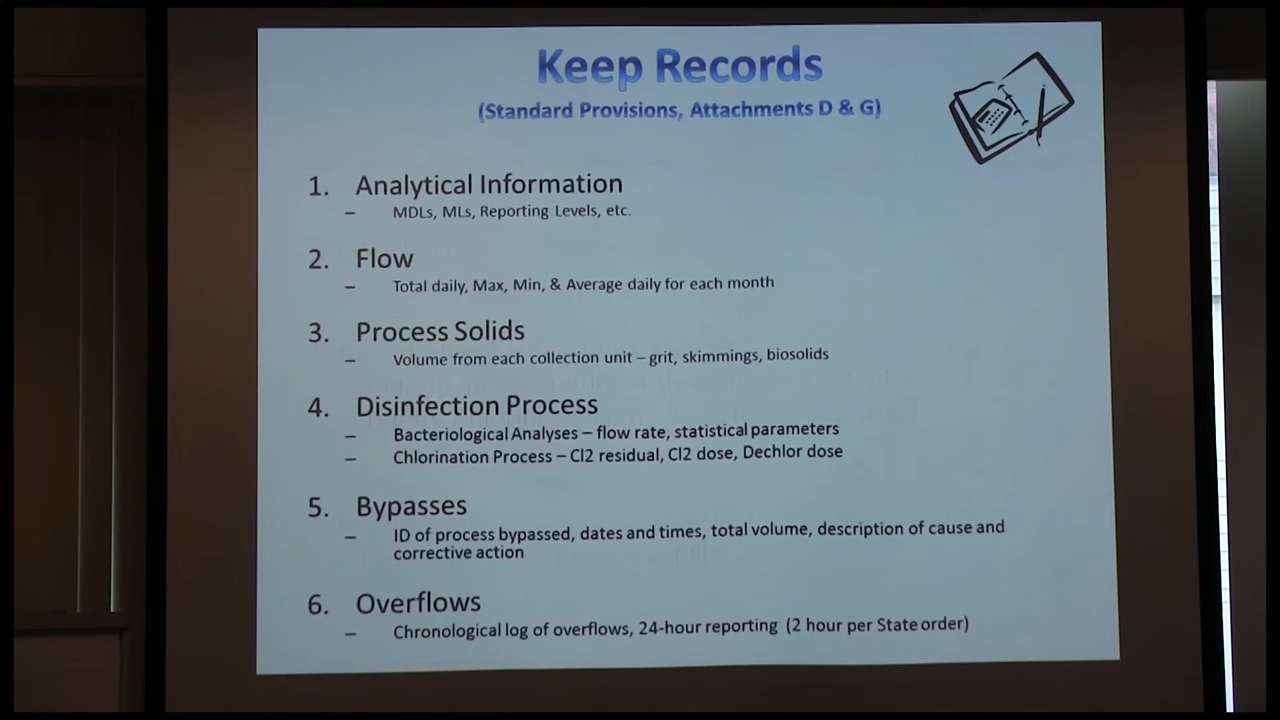 Keep Records
(Standard Provisions, Attachments D & G)
1. Analytical Information
– MDLs, MLs, Reporting Levels, etc.
2. Flow
– Total daily, Max, Min, & Average daily for each month
3. Process Solids
– Volume from each collection unit – grit, skimmings, biosolids
4. Disinfection Process
– Bacteriological Analyses – flow rate, statistical parameters
– Chlorination Process – Cl2 residual, Cl2 dose, Dechlor dose
5. Bypasses
– ID of process bypassed, dates and times, total volume, description of cause and
corrective action
6. Overflows
– Chronological log of overflows, 24-hour reporting (2 hour per State order)